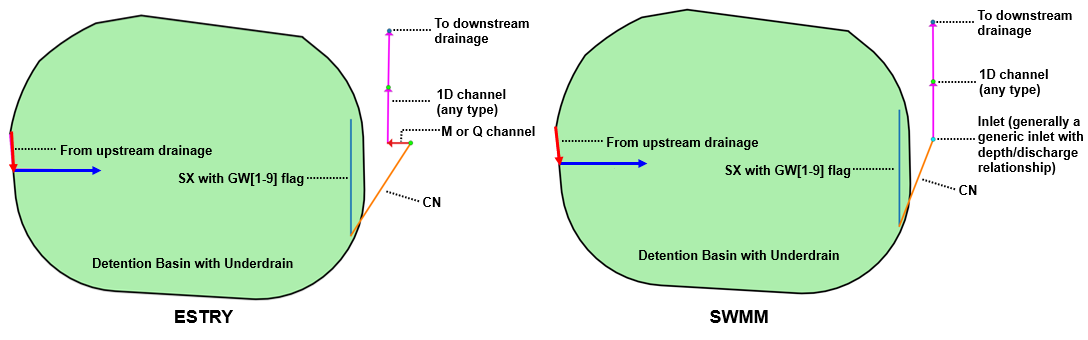 To downstream
drainage
1D channel
(any type)
M or Q channel
From upstream drainage
SX with GW[1-9] flag
CN
Detention Basin with Underdrain
ESTRY
To downstream
drainage
1D channel
(any type)
Inlet (generally a
generic inlet with
depth/discharge
relationship)
From upstream drainage
SX with GW[1-9] flag
CN
Detention Basin with Underdrain
SWMM